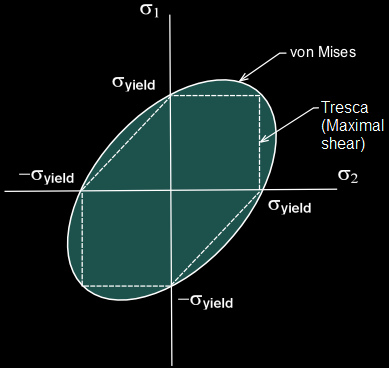 σ1
von Mises
σyield
Tresca
(Maximal
shear)
−σyield
σ2
σyield
−σyield